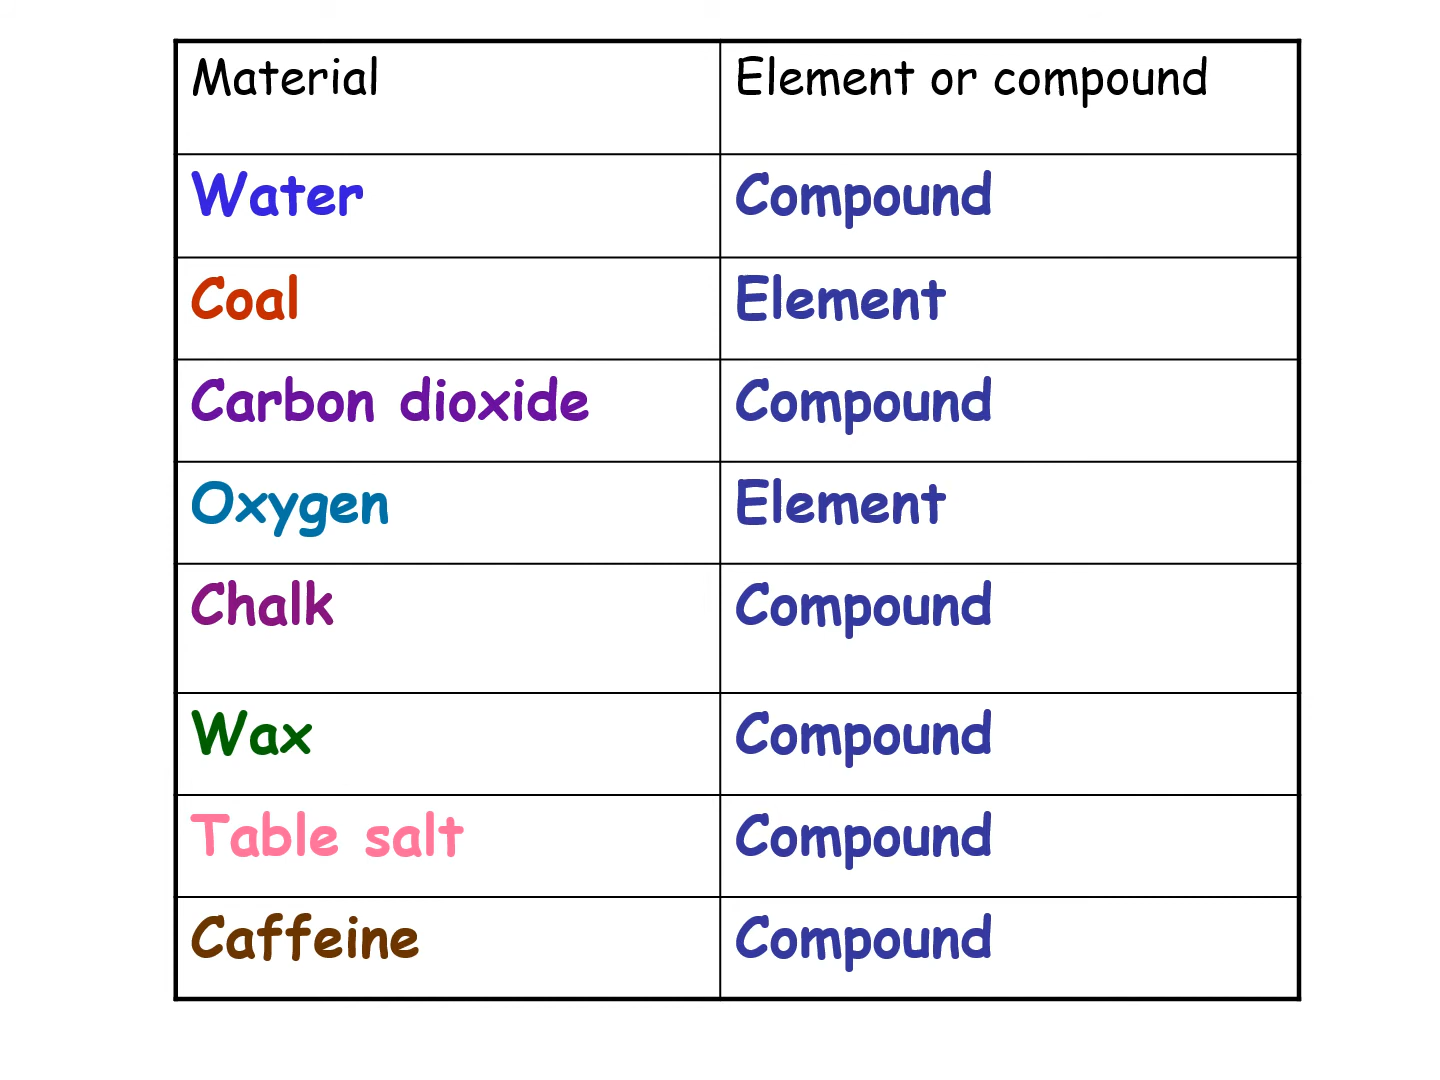 Material Element or compound
Water Compound
Coal Element
Carbon dioxide Compound
Oxygen Element
Chalk Compound
Wax Compound
Table salt Compound
Caffeine Compound